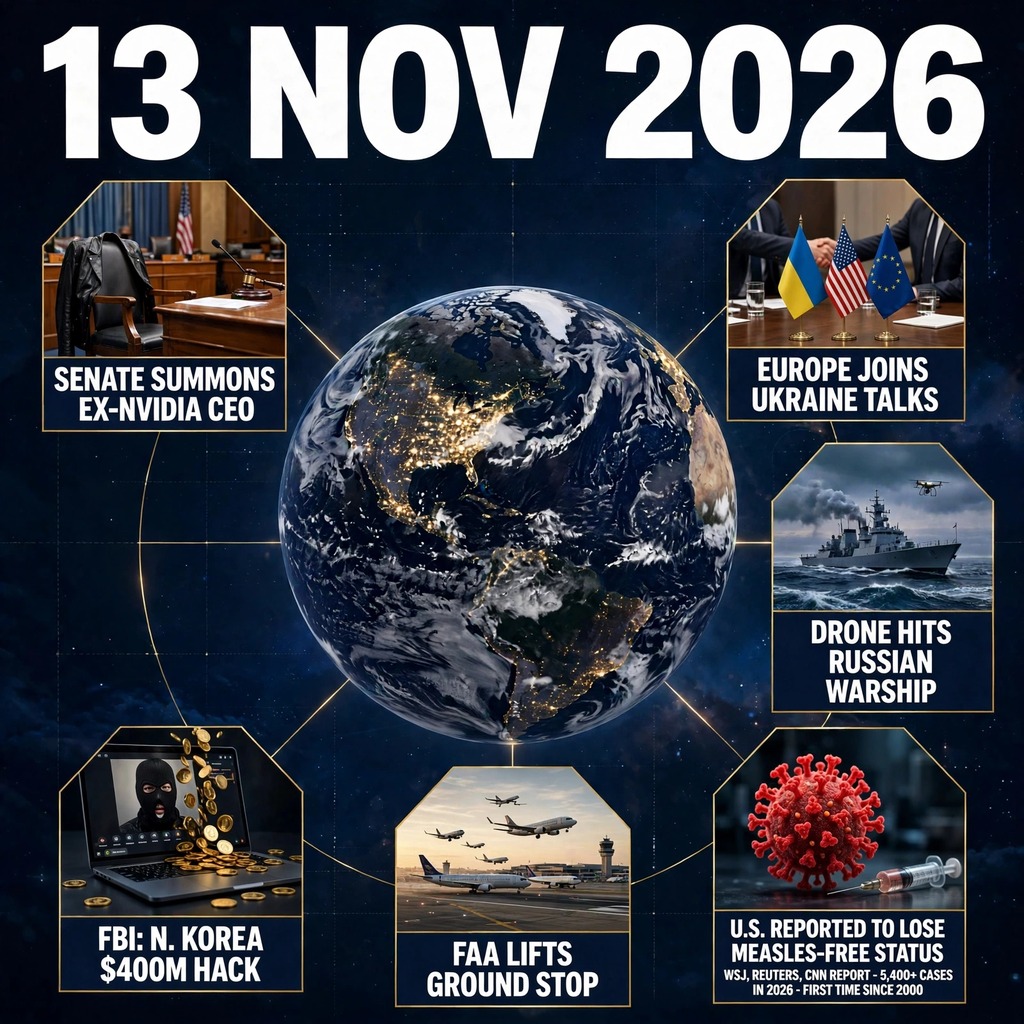 13 NOV 2026
SENATE SUMMONS
EX-NVIDIA CEO
EUROPE JOINS
UKRAINE TALKS
DRONE HITS
RUSSIAN
WARSHIP
FBI: N. KOREA
$400M HACK
FAA LIFTS
GROUND STOP
U.S. REPORTED TO LOSE
MEASLES-FREE STATUS
WSJ, REUTERS, CNN REPORT - 5,400+ CASES
IN 2026 - FIRST TIME SINCE 2000